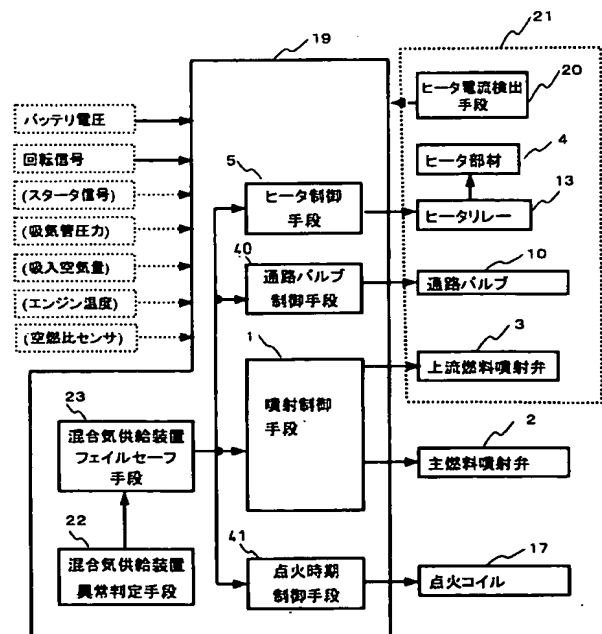 19
21
バッテリ電圧
回転信号
(スタータ信号)
(吸気管圧力)
(吸入空気量)
(エンジン温度)
(空燃比センサ)
ヒータ電流検出
手段
20
ヒータ部材
4
5
ヒータ制御
手段
ヒータリレー
13
40
通路バルブ
制御手段
通路バルブ
10
1
噴射制御
手段
上流燃料噴射弁
3
主燃料噴射弁
2
23
混合気供給装置
フェイルセーフ
手段
22
混合気供給装置
異常判定手段
41
点火時期
制御手段
点火コイル
17